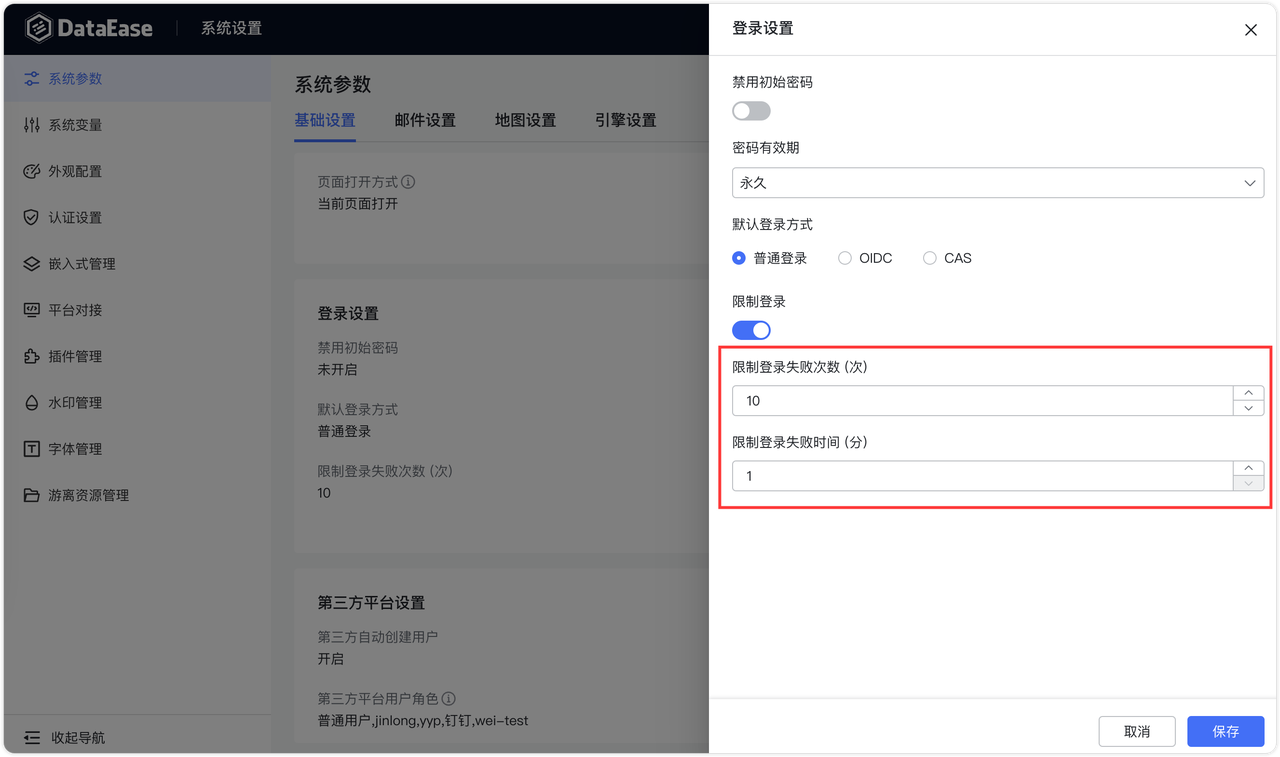 DataEase
系统设置
系统参数
系统变量
外观配置
认证设置
嵌入式管理
平台对接
插件管理
水印管理
字体管理
游离资源管理
收起导航
系统参数
基础设置 邮件设置 地图设置 引擎设置
页面打开方式
当前页面打开
登录设置
禁用初始密码
未开启
默认登录方式
普通登录
限制登录失败次数 (次)
10
第三方平台设置
第三方自动创建用户
开启
第三方平台用户角色
普通用户,jinlong,yyp,钉钉,wei-test
登录设置
禁用初始密码
密码有效期
永久
默认登录方式
普通登录 OIDC CAS
限制登录
限制登录失败次数 (次)
10
限制登录失败时间 (分)
1
取消 保存